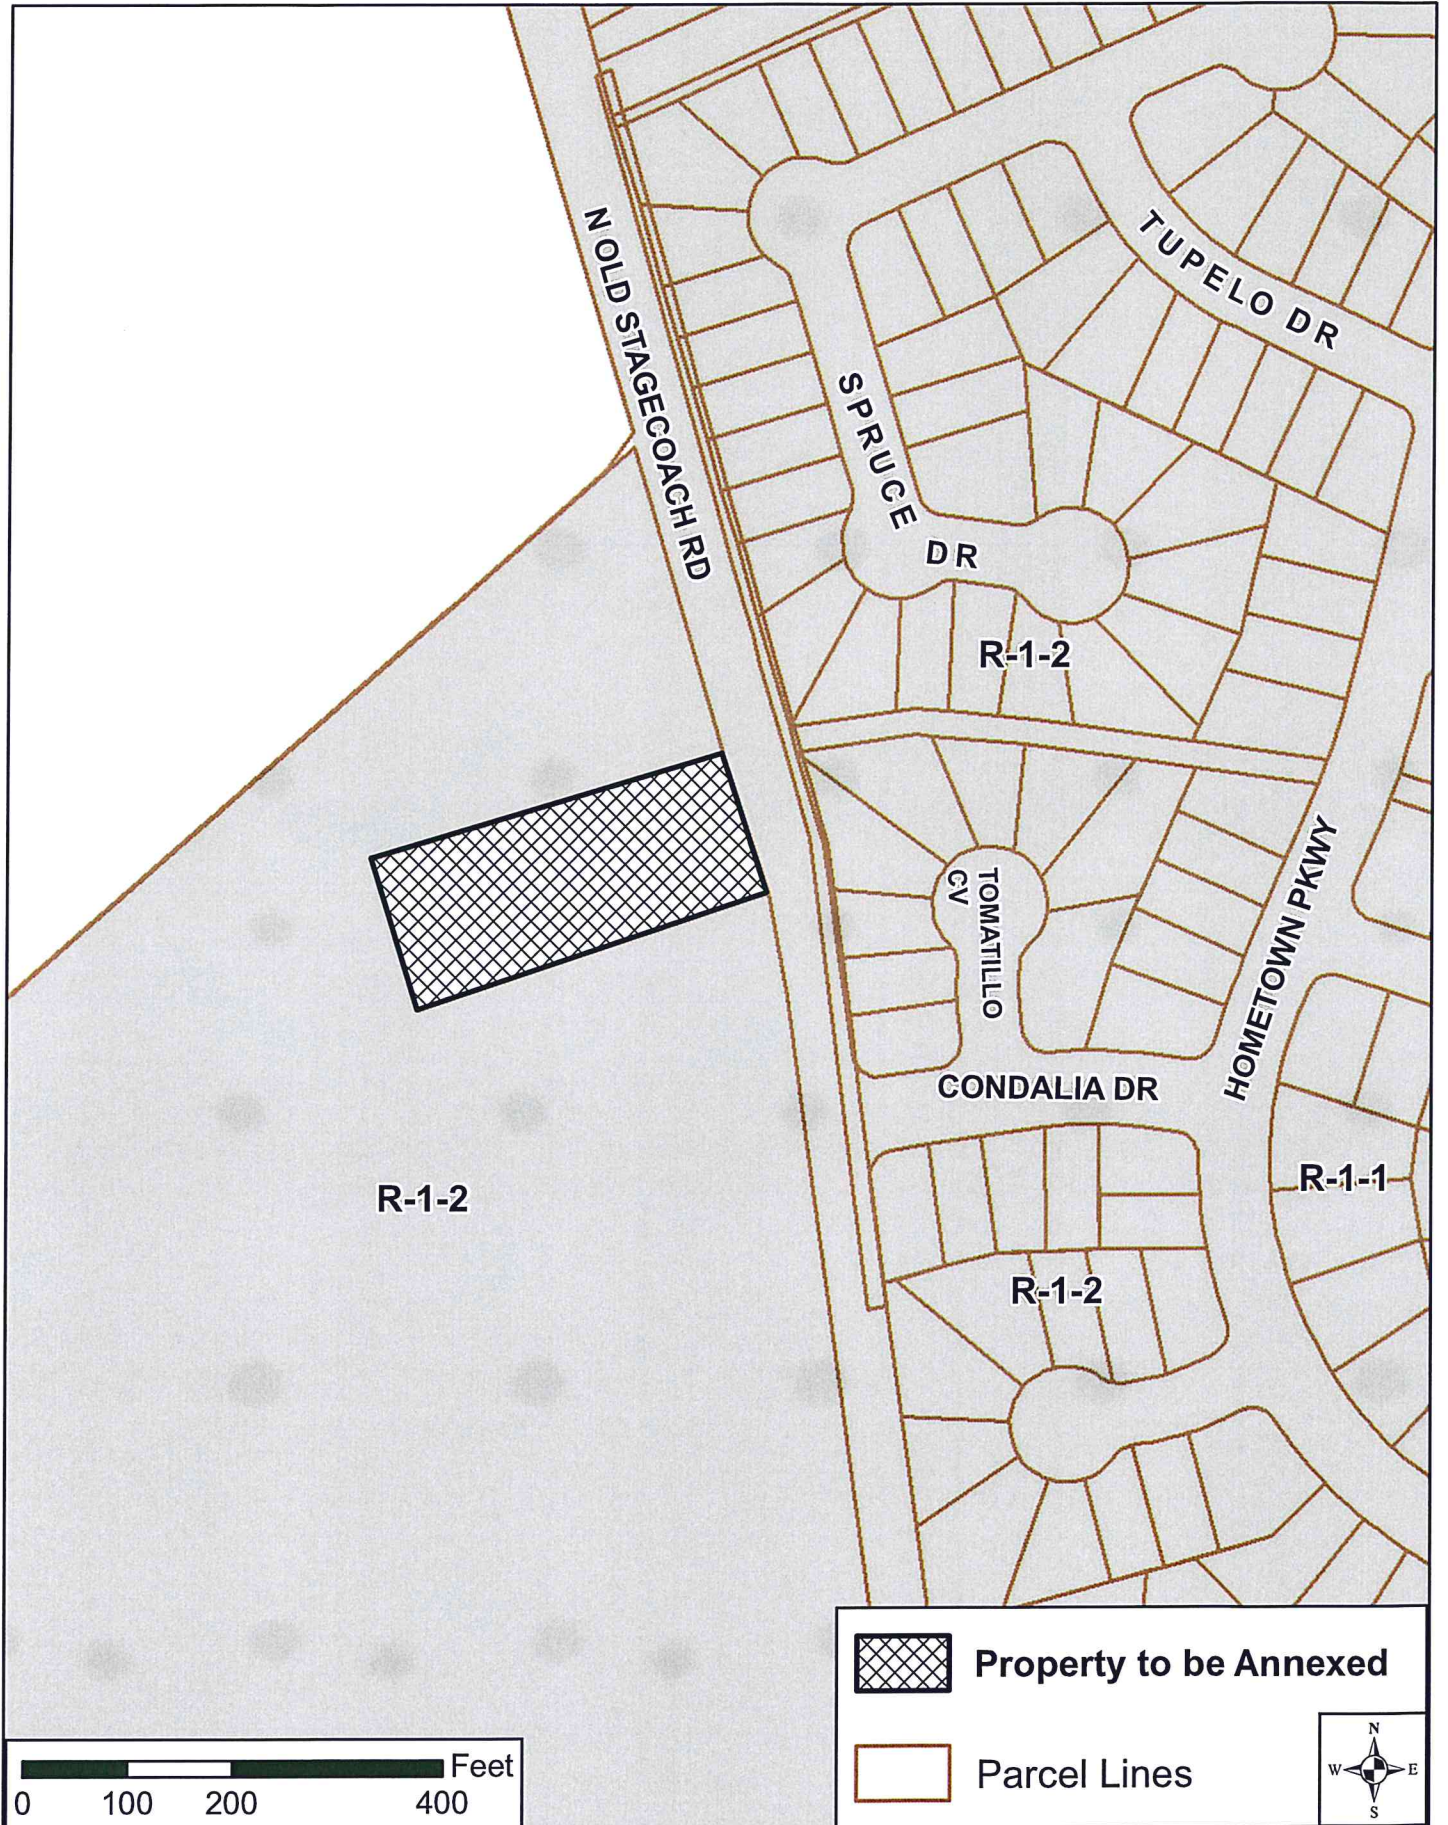 N OLD STAGECOACH RD
TUPELO DR
SPRUCE
DR
R-1-2
TOMATILLO
CV
HOMETOWN PKWY
CONDALIA DR
R-1-2
R-1-1
R-1-2
Property to be Annexed
Parcel Lines
N
W E
S
Feet
0 100 200 400